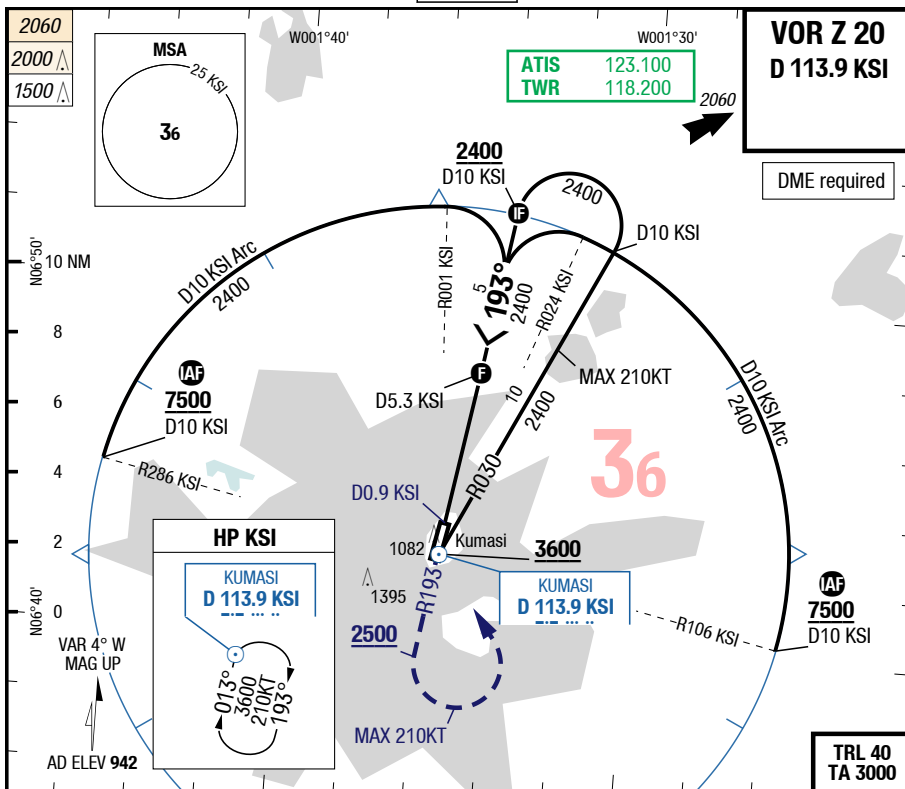 2060
2000
1500
MSA
25 KSI
36
W001°40'
W001°30'
ATIS 123.100
TWR 118.200
2060
VOR Z 20
D 113.9 KSI
DME required
2400
D10 KSI
IF
2400
D10 KSI
N06°50'
10 NM
D10 KSI Arc
2400
R001 KSI
5
193°
2400
R024 KSI
8
F
MAX 210KT
D10 KSI Arc
2400
IAF
7500
D10 KSI
6
D5.3 KSI
10
2400
R030
36
4
R286 KSI
D0.9 KSI
2
1082
Kumasi
3600
HP KSI
KUMASI
D 113.9 KSI
KUMASI
D 113.9 KSI
1395
R193°
N06°40'
0
IAF
7500
D10 KSI
R106 KSI
2500
VAR 4° W
MAG UP
013°
3600
210KT
193°
MAX 210KT
AD ELEV 942
TRL 40
TA 3000